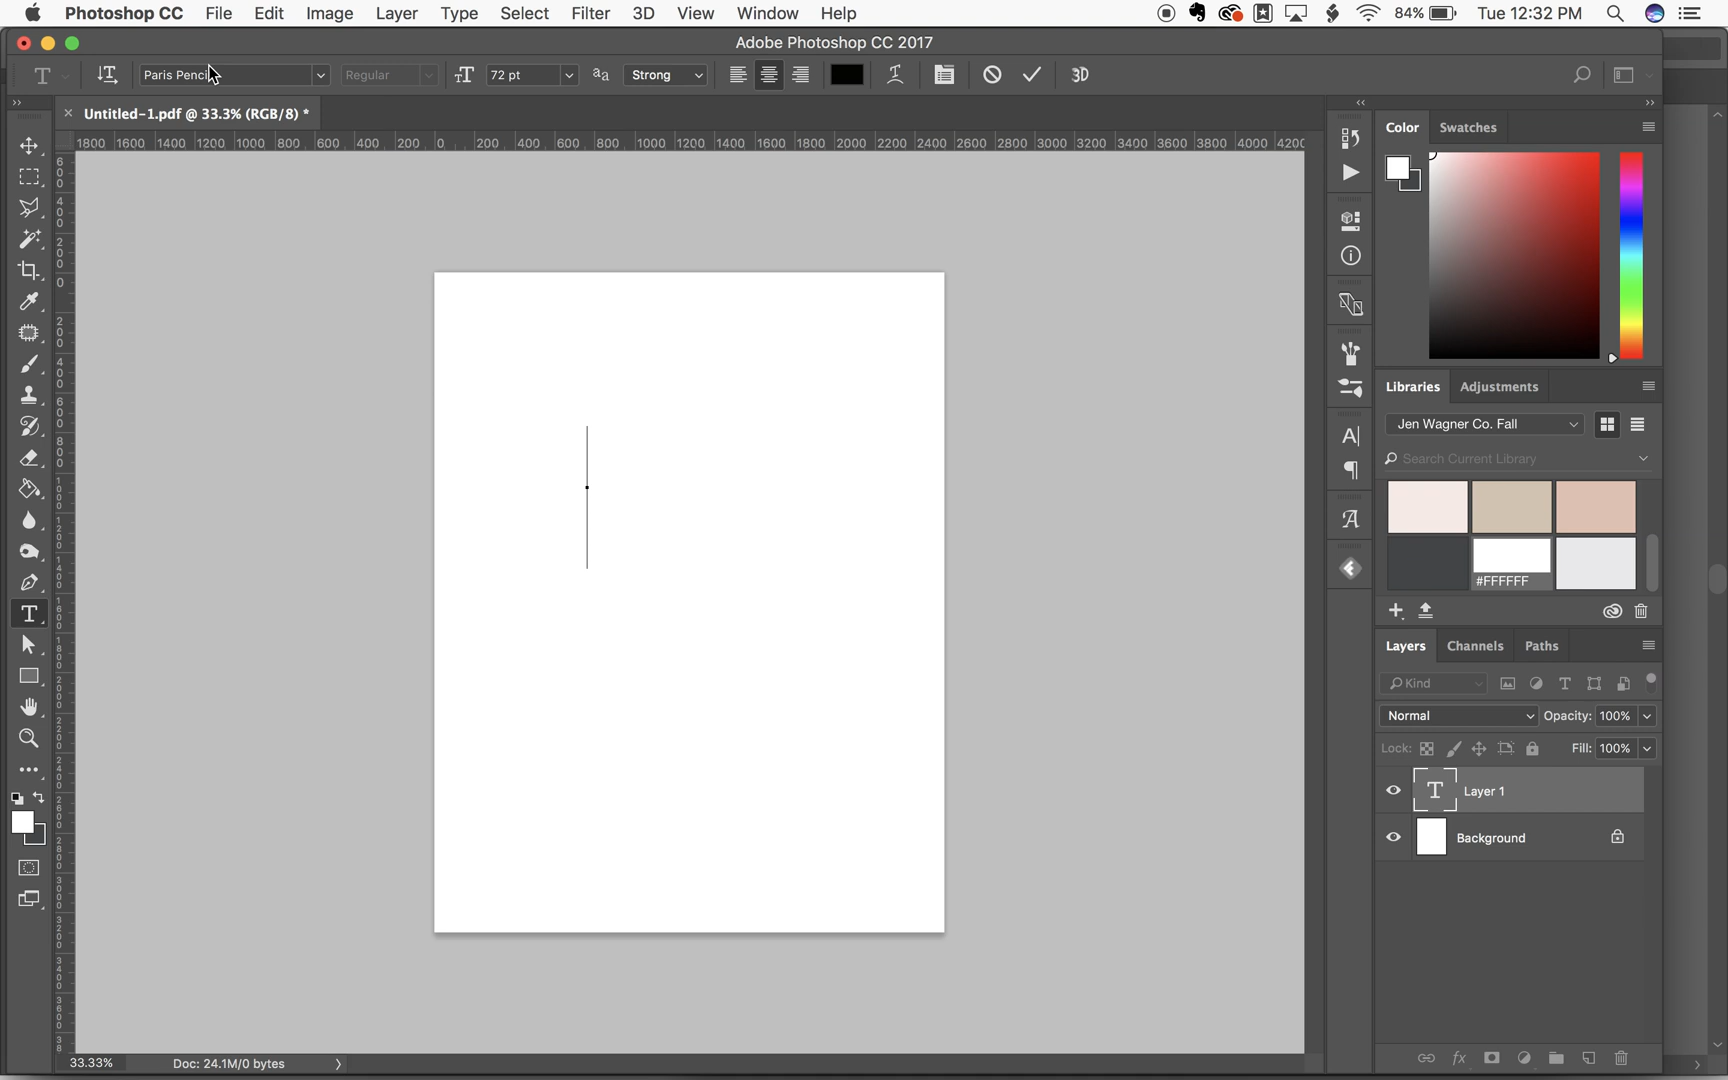 Photoshop CC File Edit Image Layer Type Select Filter 3D View Window Help 84% Tue 12:32 PM
Adobe Photoshop CC 2017
Paris Pencil Regular 72 pt aa Strong 3D
Untitled-1.pdf @ 33.3% (RGB/8) *
1800 1600 1400 1200 1000 800 600 400 200 0 200 400 600 800 1000 1200 1400 1600 1800 2000 2200 2400 2600 2800 3000 3200 3400 3600 3800 4000 4200
Color Swatches
Libraries Adjustments
Jen Wagner Co. Fall
Search Current Library
#FFFFFF
Layers Channels Paths
Kind
Normal Opacity: 100%
Lock: Fill: 100%
T Layer 1
Background
33.33% Doc: 24.1M/0 bytes